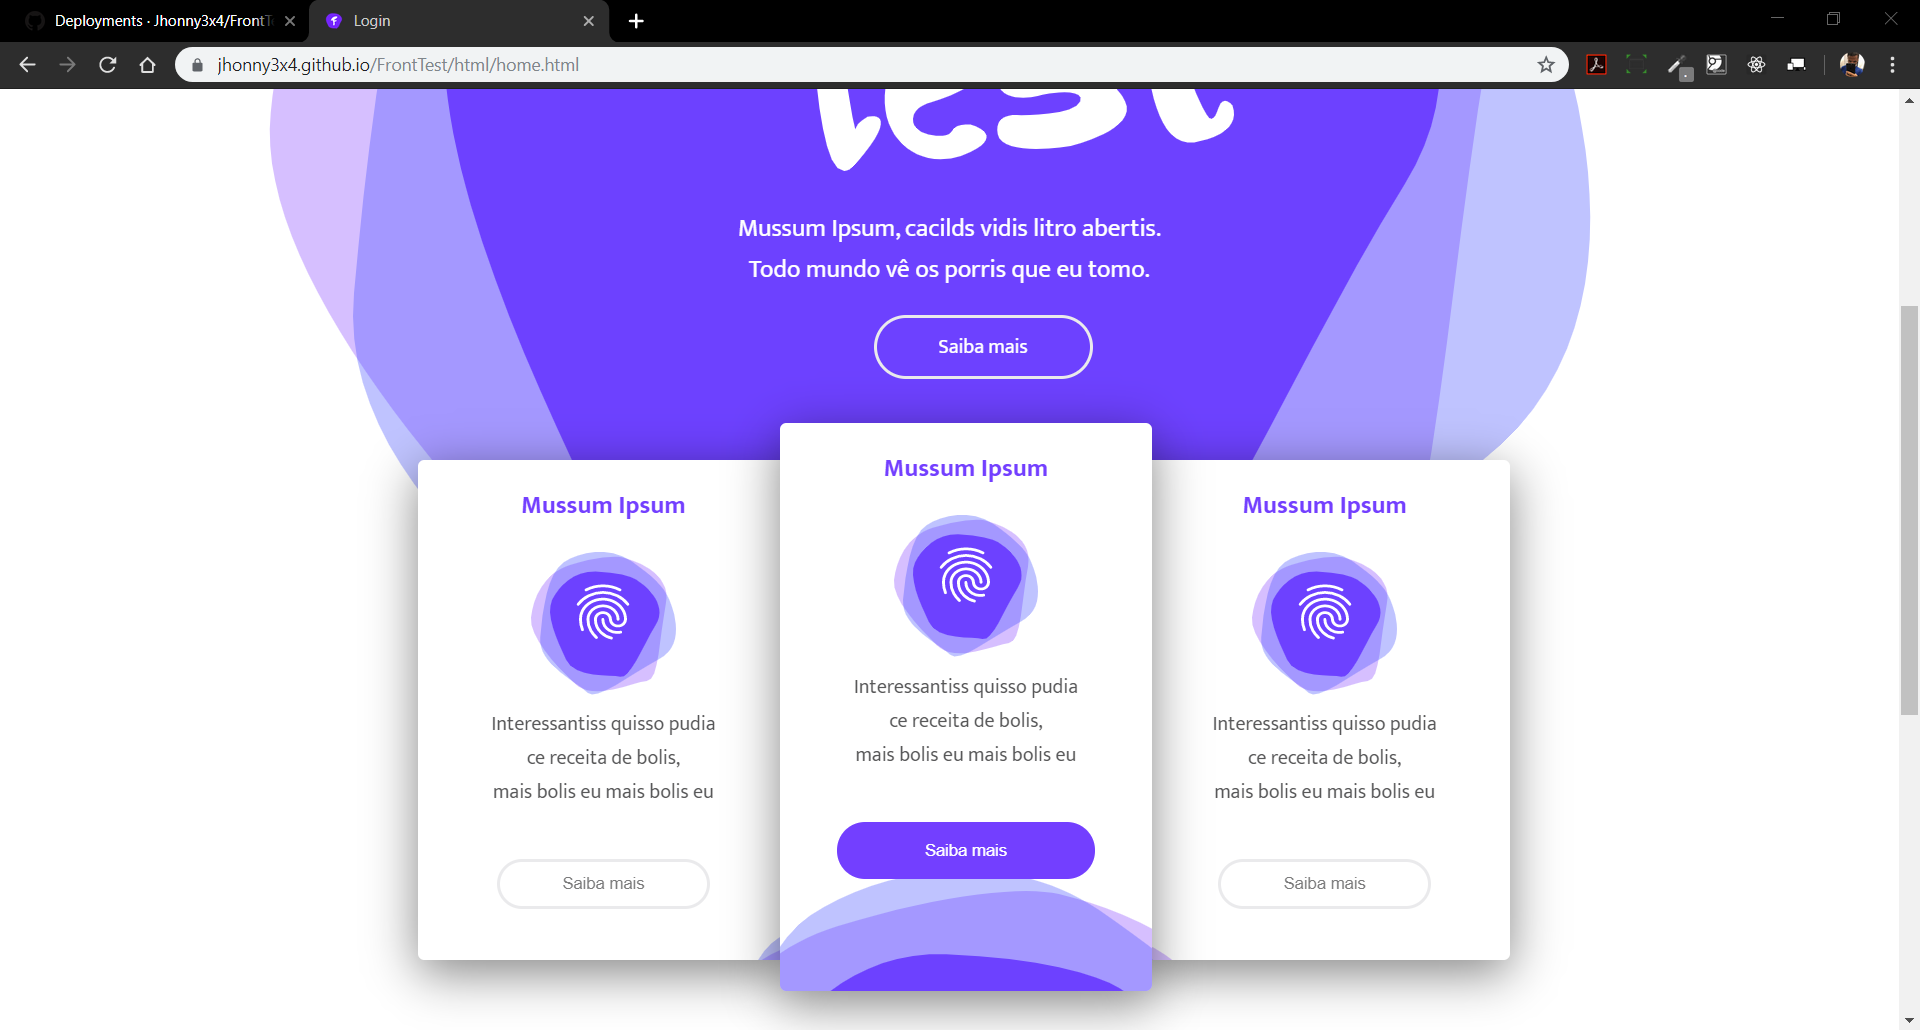 Deployments · Jhonny3x4/FrontT
Login
jhonny3x4.github.io/FrontTest/html/home.html
Test
Mussum Ipsum, cacilds vidis litro abertis.
Todo mundo vê os porris que eu tomo.
Saiba mais
Mussum Ipsum
Interessantiss quisso pudia
ce receita de bolis,
mais bolis eu mais bolis eu
Saiba mais
Mussum Ipsum
Interessantiss quisso pudia
ce receita de bolis,
mais bolis eu mais bolis eu
Saiba mais
Mussum Ipsum
Interessantiss quisso pudia
ce receita de bolis,
mais bolis eu mais bolis eu
Saiba mais